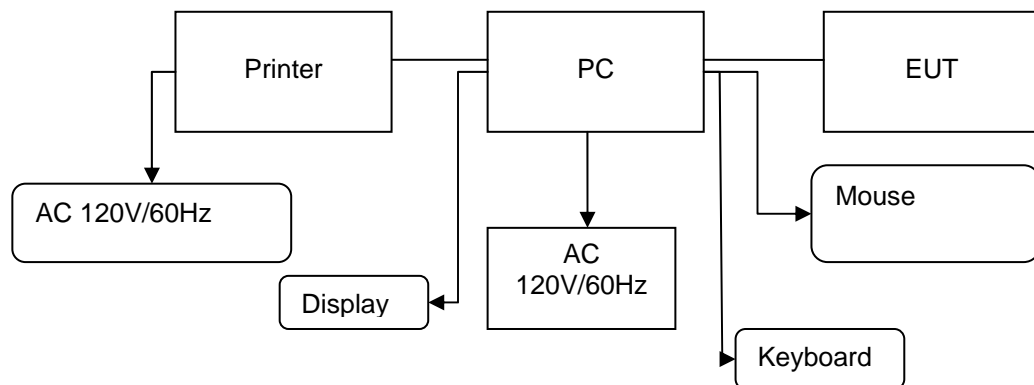 Printer
PC
EUT
AC 120V/60Hz
Mouse
AC
120V/60Hz
Display
Keyboard